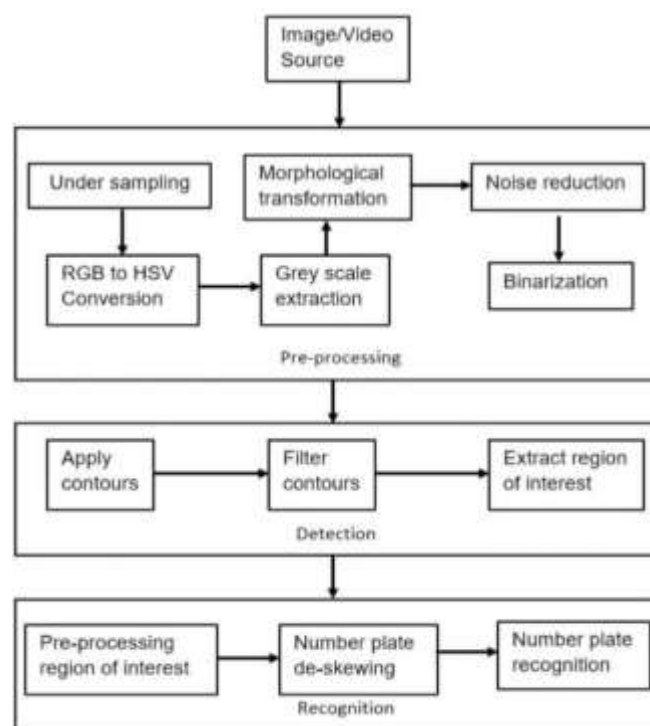 Image/Video
Source
Under sampling
RGB to HSV
Conversion
Grey scale
extraction
Morphological
transformation
Noise reduction
Binarization
Pre-processing
Apply
contours
Filter
contours
Extract region
of interest
Detection
Pre-processing
region of interest
Number plate
de-skewing
Number plate
recognition
Recognition